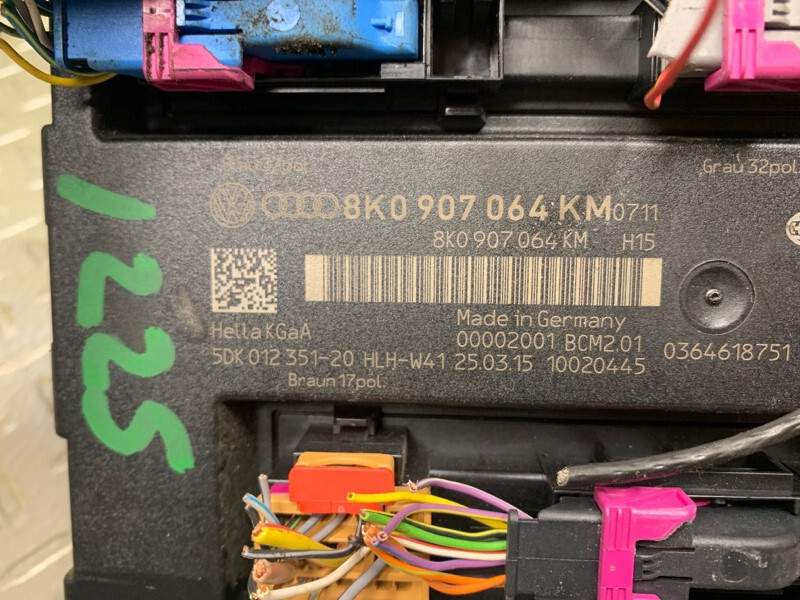 Grau 32pol.
8K0 907 064 KM 0711
8K0 907 064 KM H15
Hella KGaA
Made in Germany
00002001 BCM2.01
0364618751
5DK 012 351-20 HLH-W41 25.03.15 10020445
Braun 17pol.
1225